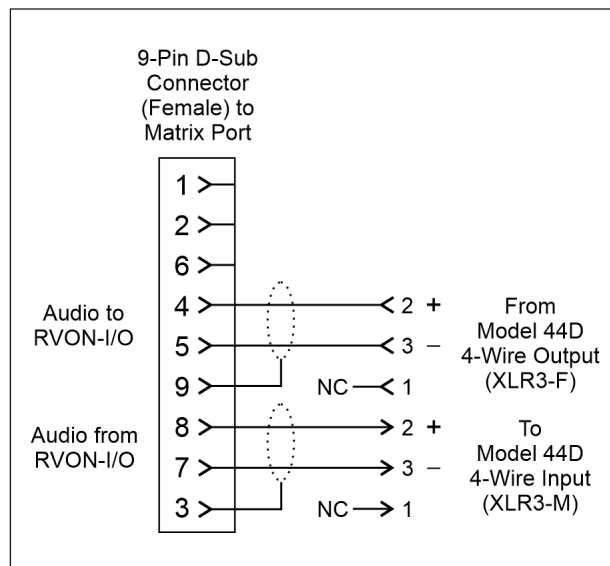 9-Pin D-Sub
Connector
(Female) to
Matrix Port
1
2
6
4
5
9
8
7
3
Audio to
RVON-I/O
Audio from
RVON-I/O
2 +
3 –
NC 1
2 +
3 –
NC 1
From
Model 44D
4-Wire Output
(XLR3-F)
To
Model 44D
4-Wire Input
(XLR3-M)